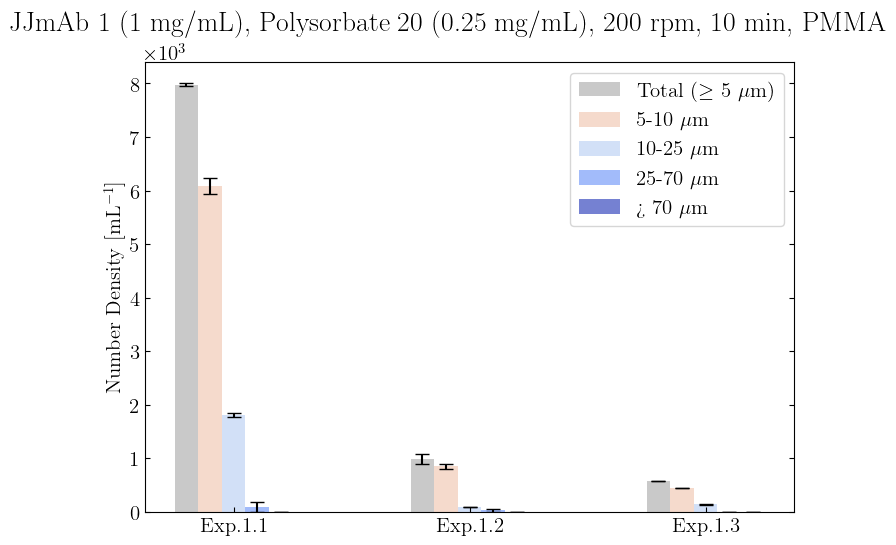 JJmAb 1 (1 mg/mL), Polysorbate 20 (0.25 mg/mL), 200 rpm, 10 min, PMMA
×10³
8
7
6
5
4
3
2
1
0
Number Density [mL⁻¹]
Total (≥ 5 μm)
5-10 μm
10-25 μm
25-70 μm
¿ 70 μm
Exp.1.1
Exp.1.2
Exp.1.3